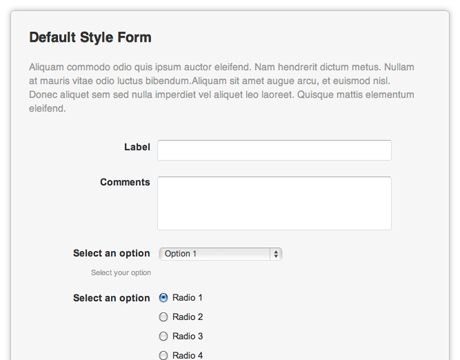 Default Style Form
Aliquam commodo odio quis ipsum auctor eleifend. Nam hendrerit dictum metus. Nullam
at mauris vitae odio luctus bibendum.Aliquam sit amet augue arcu, et euismod nisl.
Donec aliquet sem sed nulla imperdiet vel aliquet leo laoreet. Quisque mattis elementum
eleifend.
Label
Comments
Select an option
Option 1
Select your option
Select an option
Radio 1
Radio 2
Radio 3
Radio 4